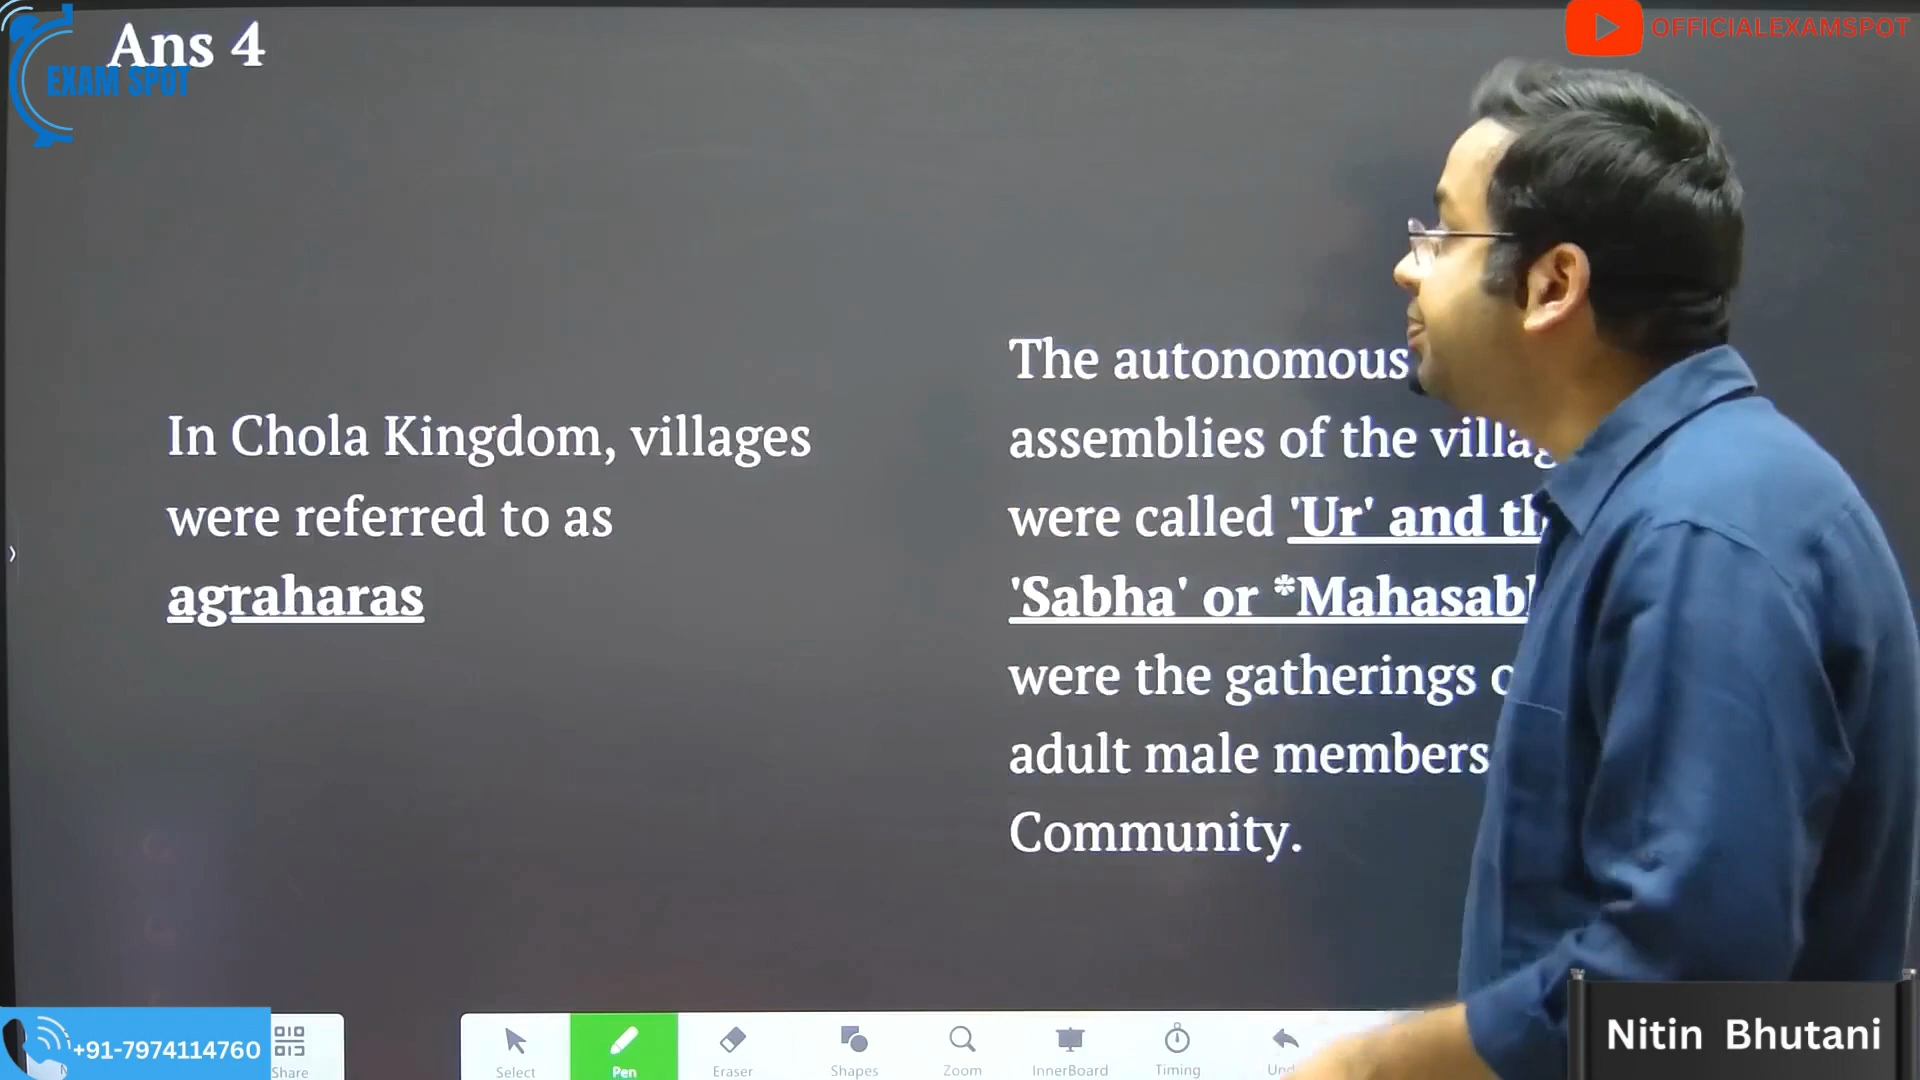 Ans 4
EXAM SPOT
OFFICIALEXAMSPOT
In Chola Kingdom, villages
were referred to as
agraharas
The autonomous
assemblies of the
were called 'Ur' and
'Sabha' or
were the gatherings
adult male members
Community.
+91-7974114760
Share
Select
Pen
Eraser
Shapes
Zoom
InnerBoard
Timing
Nitin Bhutani